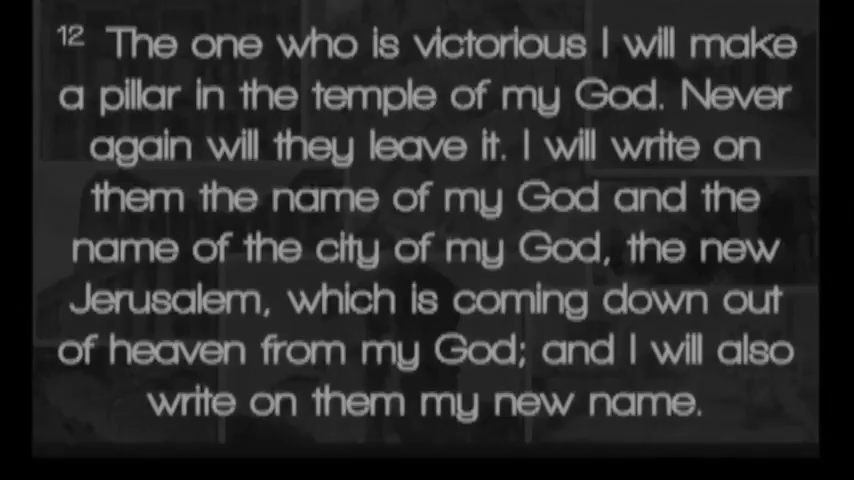 12 The one who is victorious I will make
a pillar in the temple of my God. Never
again will they leave it. I will write on
them the name of my God and the
name of the city of my God, the new
Jerusalem, which is coming down out
of heaven from my God; and I will also
write on them my new name.